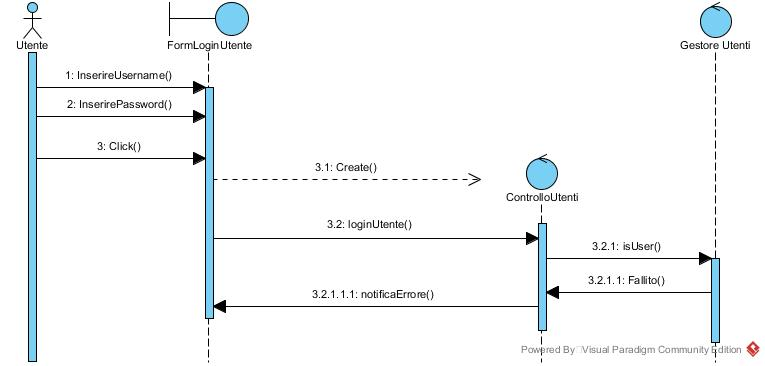 Utente
FormLoginUtente
Gestore Utenti
1: InserireUsername()
2: InserirePassword()
3: Click()
3.1: Create()
ControlloUtenti
3.2: loginUtente()
3.2.1: isUser()
3.2.1.1: Fallito()
3.2.1.1.1: notificaErrore()
Powered By Visual Paradigm Community Edition